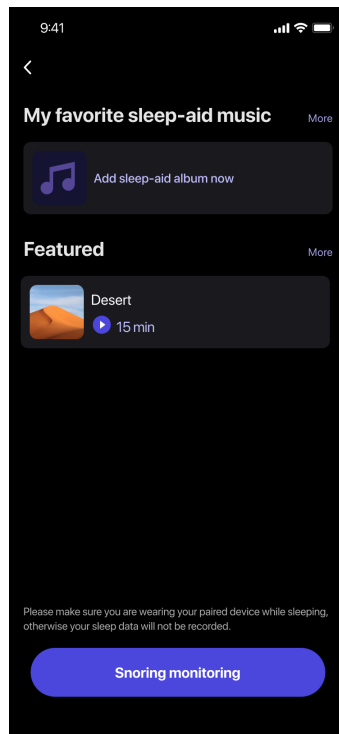 9:41
My favorite sleep-aid music
More
Add sleep-aid album now
Featured
More
Desert
15 min
Please make sure you are wearing your paired device while sleeping,
otherwise your sleep data will not be recorded.
Snoring monitoring